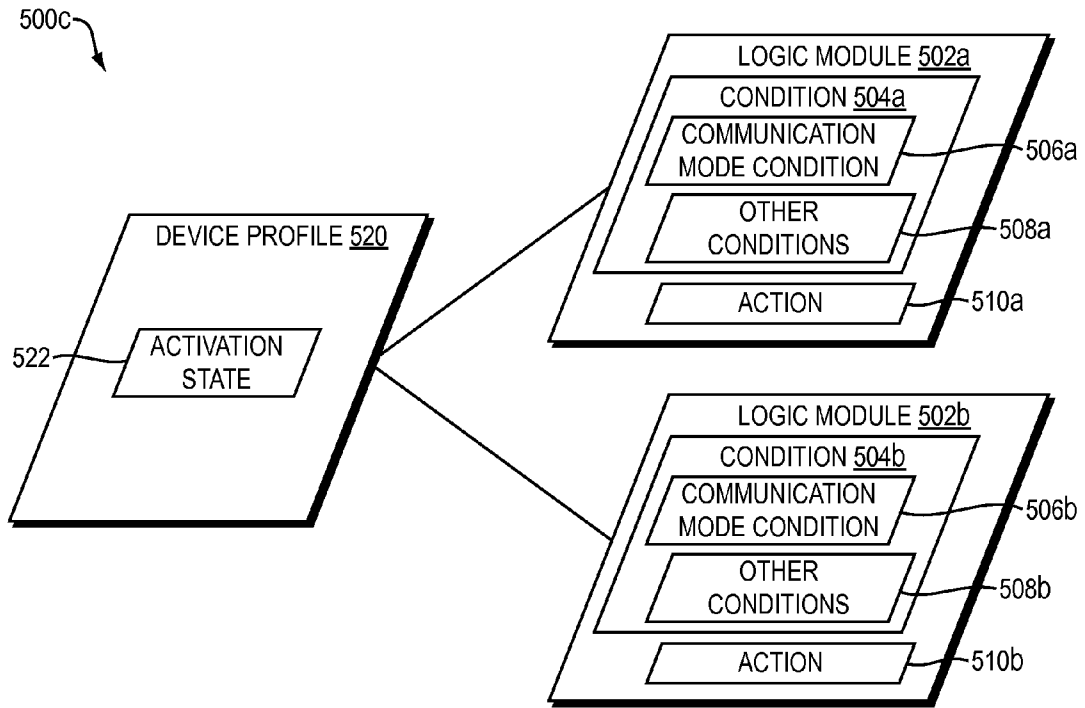 500c
LOGIC MODULE 502a
CONDITION 504a
COMMUNICATION
MODE CONDITION
506a
OTHER
CONDITIONS
508a
ACTION
510a
DEVICE PROFILE 520
ACTIVATION
STATE
522
LOGIC MODULE 502b
CONDITION 504b
COMMUNICATION
MODE CONDITION
506b
OTHER
CONDITIONS
508b
ACTION
510b